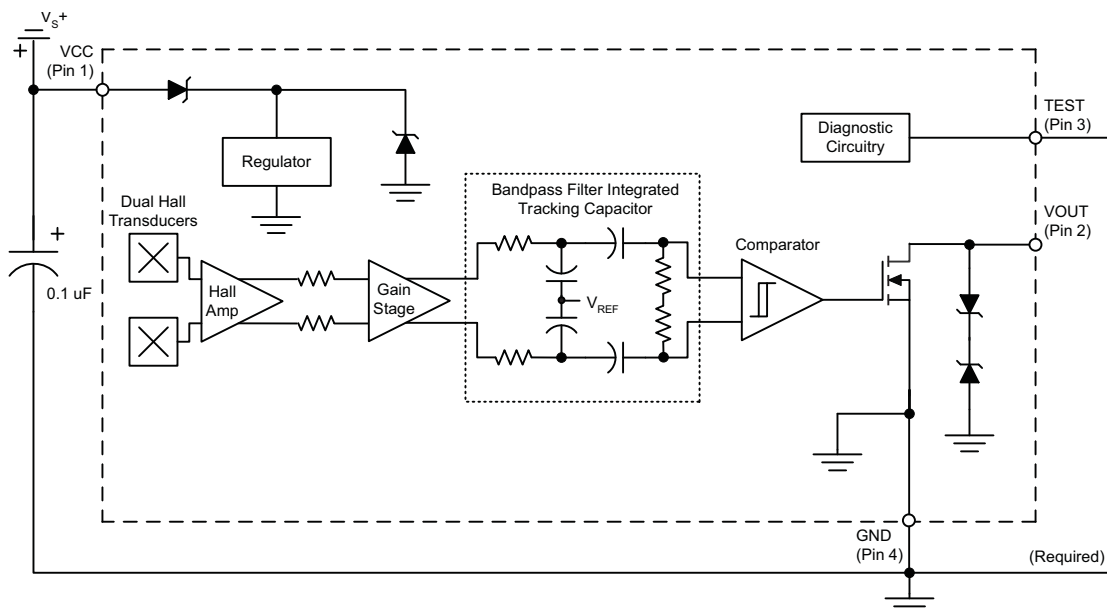 VS+
+
VCC
(Pin 1)
TEST
(Pin 3)
Diagnostic
Circuitry
Regulator
Bandpass Filter Integrated
Tracking Capacitor
Dual Hall
Transducers
VOUT
(Pin 2)
+
Comparator
0.1 uF
Hall
Amp
Gain
Stage
VREF
GND
(Pin 4)
(Required)